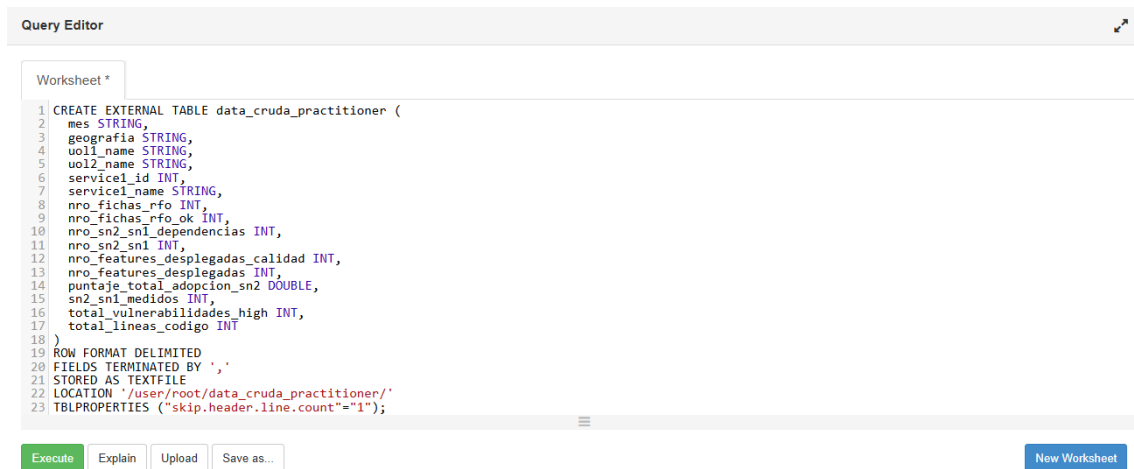 Query Editor
Worksheet *
1 CREATE EXTERNAL TABLE data_cruda_practitioner (
2 mes STRING,
3 geografia STRING,
4 uol1_name STRING,
5 uol2_name STRING,
6 service1_id INT,
7 service1_name STRING,
8 nro_fichas_rfo INT,
9 nro_fichas_rfo_ok INT,
10 nro_sn2_sn1_dependencias INT,
11 nro_sn2_sn1 INT,
12 nro_features_desplegadas_calidad INT,
13 nro_features_desplegadas INT,
14 puntaje_total_adopcion_sn2 DOUBLE,
15 sn2_sn1_medidos INT,
16 total_vulnerabilidades_high INT,
17 total_lineas_codigo INT
18 )
19 ROW FORMAT DELIMITED
20 FIELDS TERMINATED BY ','
21 STORED AS TEXTFILE
22 LOCATION '/user/root/data_cruda_practitioner/'
23 TBLPROPERTIES ("skip.header.line.count"="1");
Execute Explain Upload Save as... New Worksheet